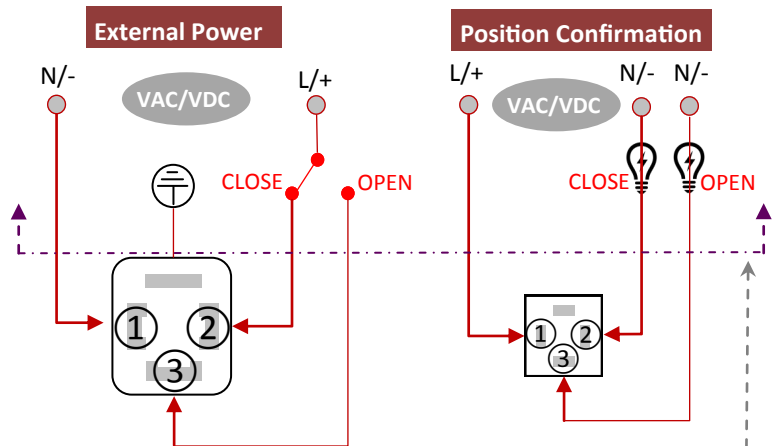 External Power
Position Confirmation
N/-
L/+
L/+
N/-
N/-
VAC/VDC
VAC/VDC
CLOSE
OPEN
CLOSE
OPEN
1
2
3
1
2
3